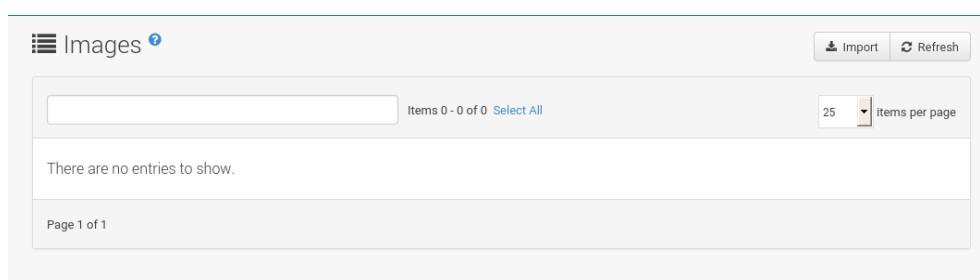 Images ?
Import Refresh
Items 0 - 0 of 0 Select All 25 items per page
There are no entries to show.
Page 1 of 1